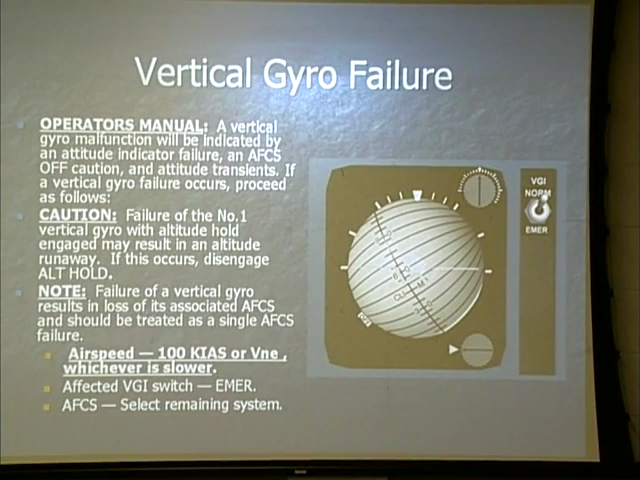 Vertical Gyro Failure
OPERATORS MANUAL: A vertical
gyro malfunction will be indicated by
an attitude indicator failure, an AFCS
OFF caution, and attitude transients. If
a vertical gyro failure occurs, proceed
as follows:
CAUTION: Failure of the No.1
vertical gyro with altitude hold
engaged may result in an altitude
runaway. If this occurs, disengage
ALT HOLD.
NOTE: Failure of a vertical gyro
results in loss of its associated AFCS
and should be treated as a single AFCS
failure.
Airspeed — 100 KIAS or Vne ,
whichever is slower.
Affected VGI switch — EMER.
AFCS — Select remaining system.
VGI
NORM
EMER